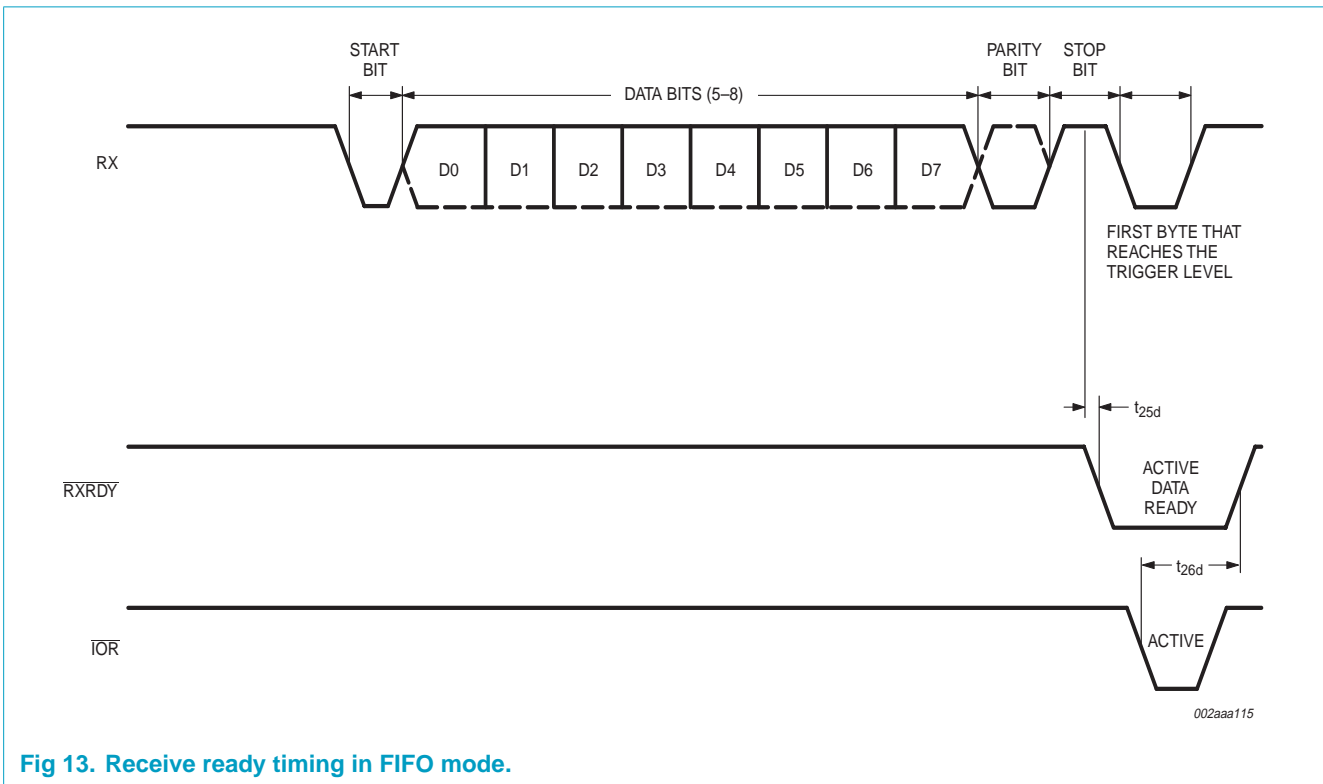 START
BIT
PARITY
BIT
STOP
BIT
DATA BITS (5–8)
RX
D0
D1
D2
D3
D4
D5
D6
D7
FIRST BYTE THAT
REACHES THE
TRIGGER LEVEL
t25d
RXRDY
ACTIVE
DATA
READY
t26d
IOR
ACTIVE
002aaa115
Fig 13. Receive ready timing in FIFO mode.